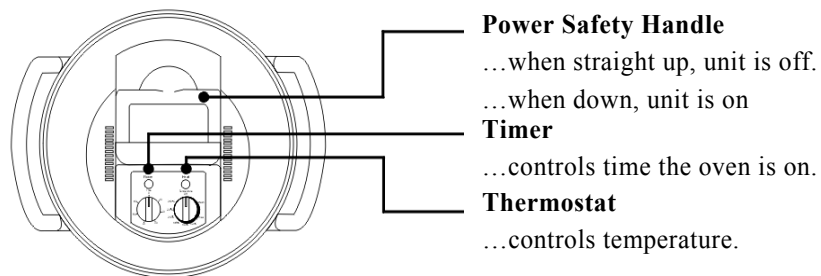 Power Safety Handle
…when straight up, unit is off.
…when down, unit is on
Timer
…controls time the oven is on.
Thermostat
…controls temperature.